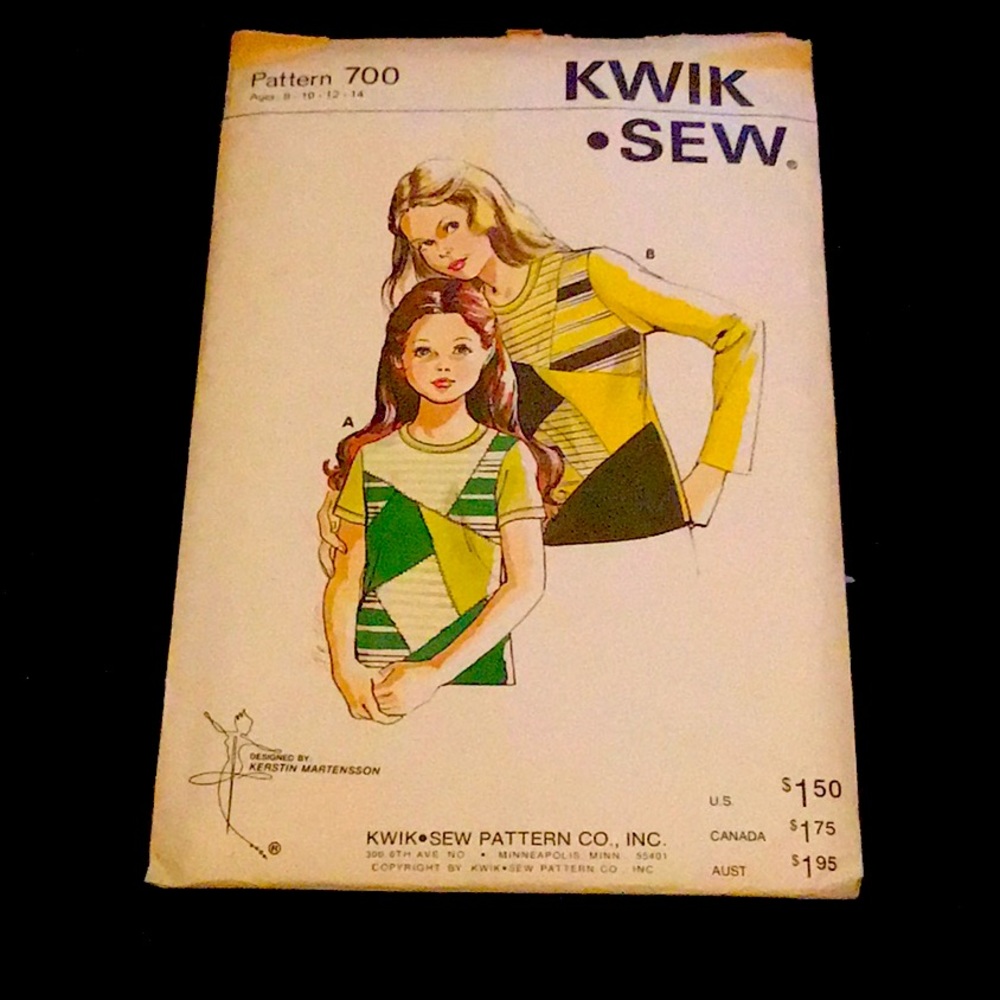 Pattern 700
Ages: 8 - 10 - 12 - 14
KWIK
•SEW®
B
A
DESIGNED BY:
KERSTIN MARTENSSON
®
KWIK•SEW PATTERN CO., INC.
300 6TH AVE. NO. • MINNEAPOLIS, MINN. 55401
COPYRIGHT BY KWIK•SEW PATTERN CO., INC.
U.S. $1.50
CANADA $1.75
AUST $1.95